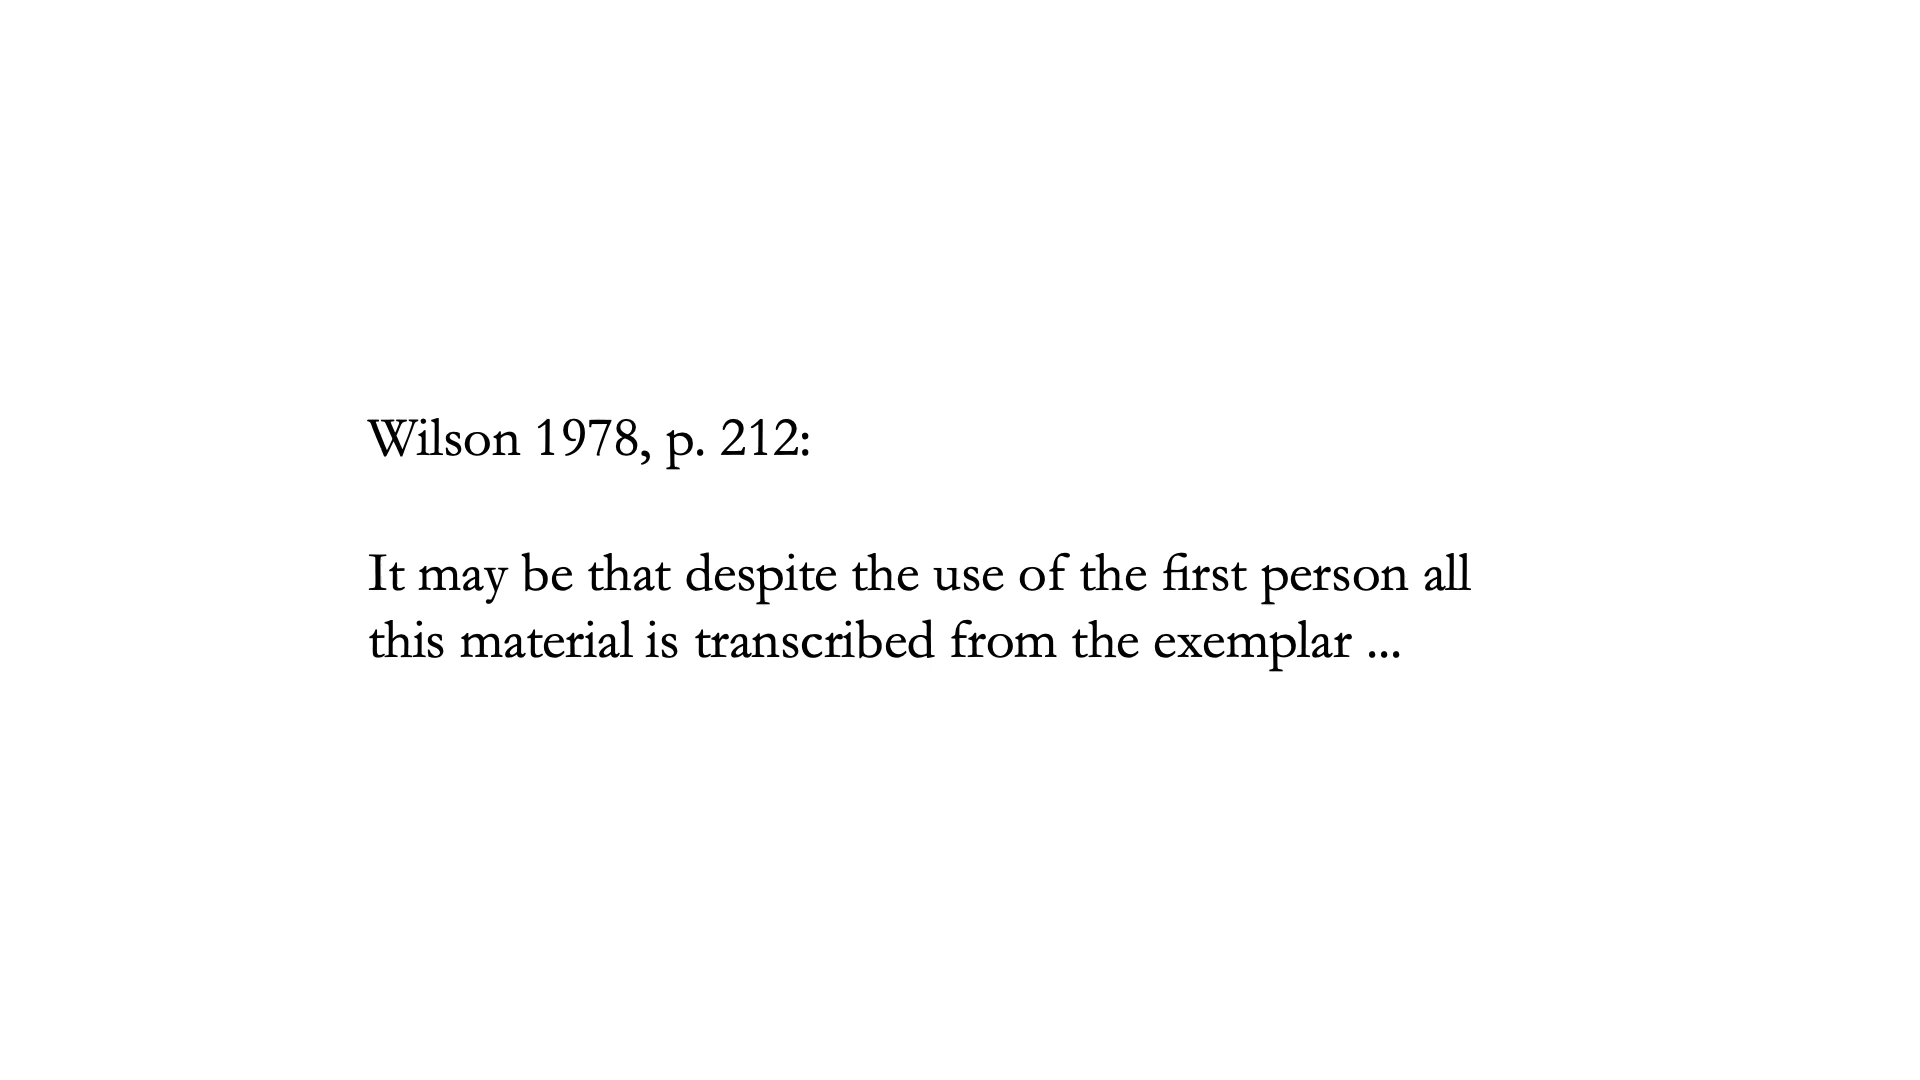 Wilson 1978, p. 212:
It may be that despite the use of the first person all
this material is transcribed from the exemplar ...